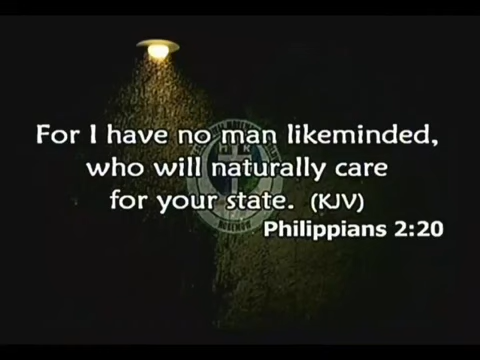 For I have no man likeminded,
who will naturally care
for your state. (KJV)
Philippians 2:20